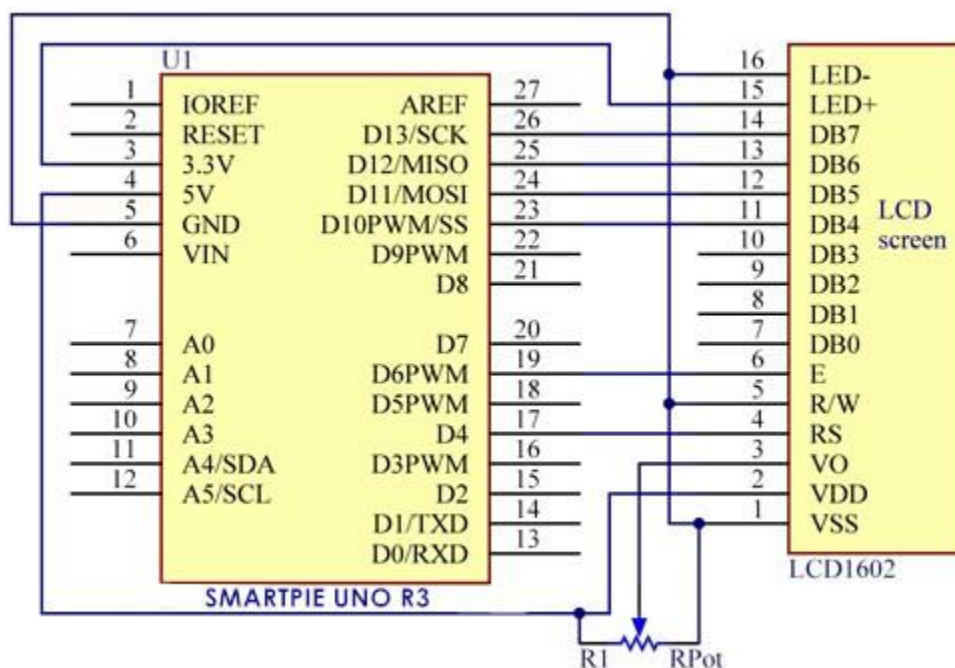 U1
1 IOREF AREF 27
2 RESET D13/SCK 26
3 3.3V D12/MISO 25
4 5V D11/MOSI 24
5 GND D10PWM/SS 23
6 VIN D9PWM 22
D8 21
7 A0 D7 20
8 A1 D6PWM 19
9 A2 D5PWM 18
10 A3 D4 17
11 A4/SDA D3PWM 16
12 A5/SCL D2 15
D1/TXD 14
D0/RXD 13
SMARTPIE UNO R3
16 LED-
15 LED+
14 DB7
13 DB6
12 DB5
11 DB4
10 DB3
9 DB2
8 DB1
7 DB0
6 E
5 R/W
4 RS
3 VO
2 VDD
1 VSS
LCD
screen
LCD1602
R1 RPot